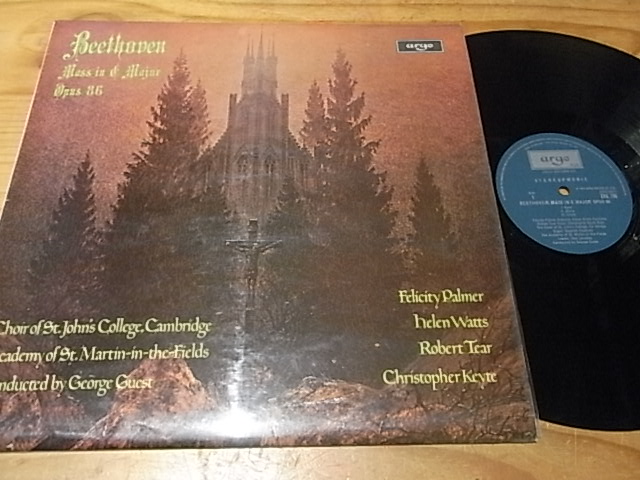 Beethoven
Mass in C Major
Opus 86
argo
Choir of St. John's College, Cambridge
Academy of St. Martin-in-the-Fields
Conducted by George Guest
Felicity Palmer
helen Watts
Robert Tear
Christopher Keyte
argo
STEREOPHONIC
BEETHOVEN: MASS IN C MAJOR, OPUS 86